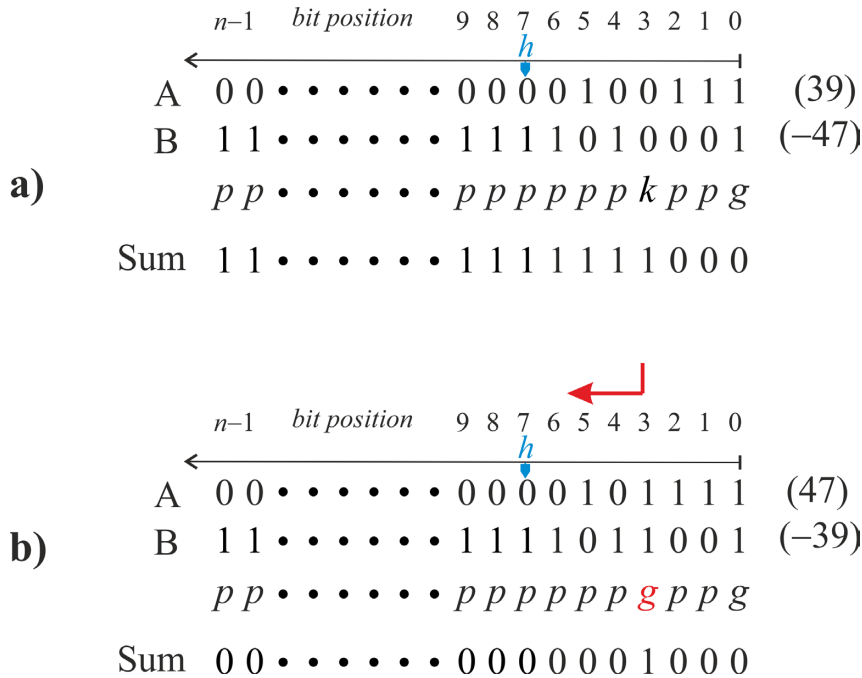 n–1 bit position 9 8 7 6 5 4 3 2 1 0
h
A 0 0 • • • • • • 0 0 0 0 1 0 0 1 1 1 (39)
B 1 1 • • • • • • 1 1 1 1 0 1 0 0 0 1 (–47)
a) p p • • • • • • p p p p p p k p p g
Sum 1 1 • • • • • • 1 1 1 1 1 1 1 0 0 0
n–1 bit position 9 8 7 6 5 4 3 2 1 0
h
A 0 0 • • • • • • 0 0 0 0 1 0 1 1 1 1 (47)
B 1 1 • • • • • • 1 1 1 1 0 1 1 0 0 1 (–39)
b) p p • • • • • • p p p p p p g p p g
Sum 0 0 • • • • • • 0 0 0 0 0 0 1 0 0 0